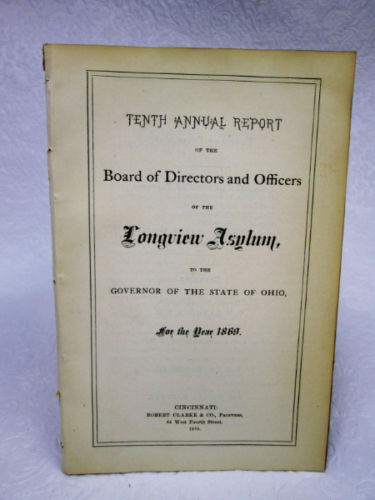 TENTH ANNUAL REPORT
OF THE
Board of Directors and Officers
OF THE
Longview Asylum,
TO THE
GOVERNOR OF THE STATE OF OHIO,
For the Year 1869.
CINCINNATI:
ROBERT CLARKE & CO., PRINTERS,
65 West Fourth Street.
1870.